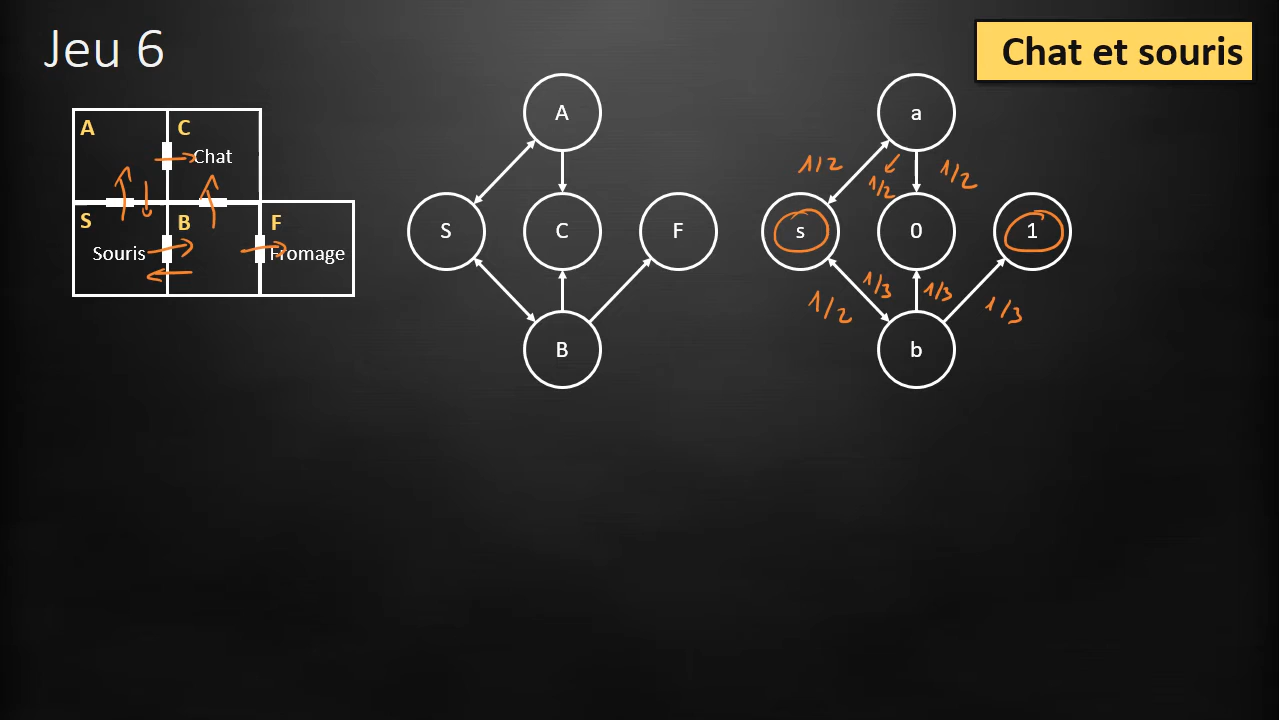 Jeu 6
Chat et souris
A
C
Chat
S
B
F
Souris
Fromage
A
S
C
F
B
a
1/2
1/2
1/2
s
0
1
1/2
1/3
1/3
1/3
b